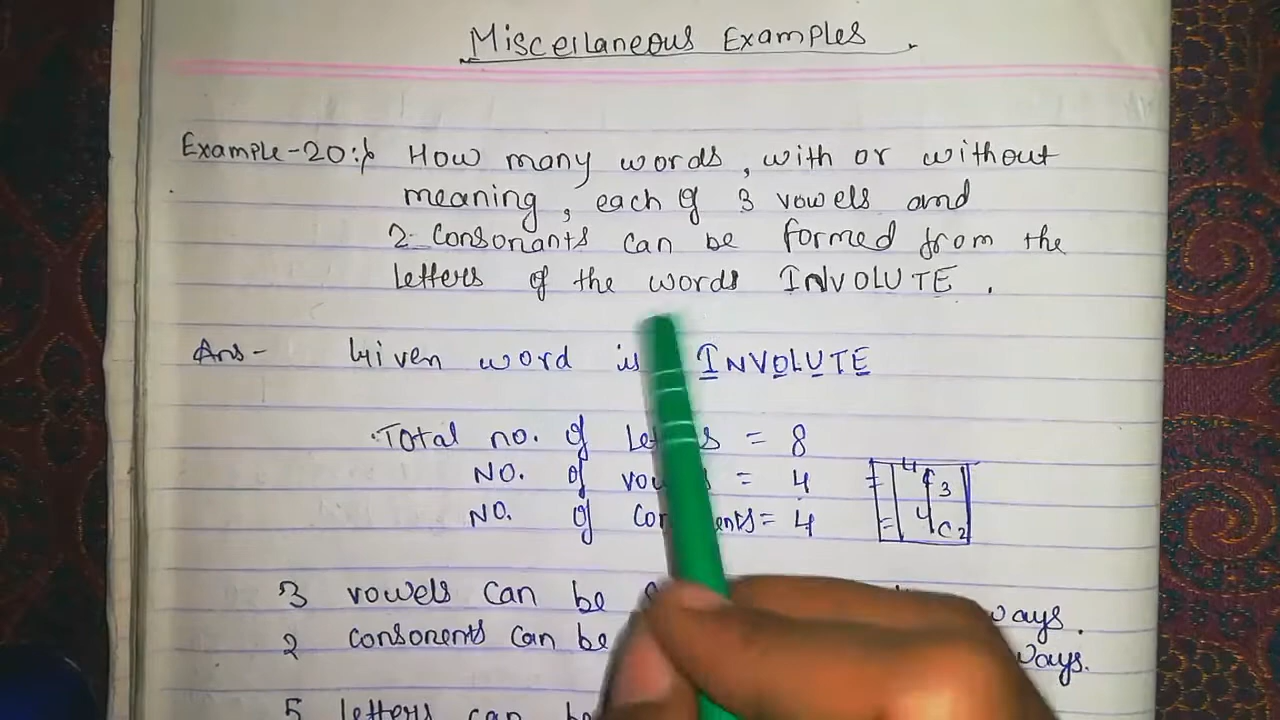 Miscellaneous Examples
Example-20:- How many words, with or without
meaning, each of 3 vowels and
2 consonants can be formed from the
letters of the words INVOLUTE.
Ans - Given word is INVOLUTE
Total no. of = 8
NO. of = 4
NO. of = 4
= 4C3
= 4C2
3 vowels can be ways.
2 consonents can be ways.
5 letters can be